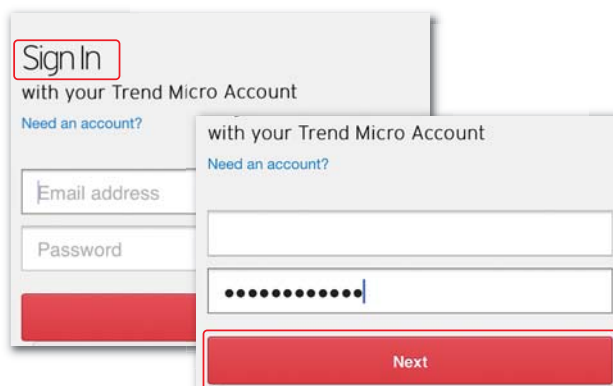 Sign In
with your Trend Micro Account
Need an account?
Email address
Password
with your Trend Micro Account
Need an account?
●●●●●●●●●●●●
Next